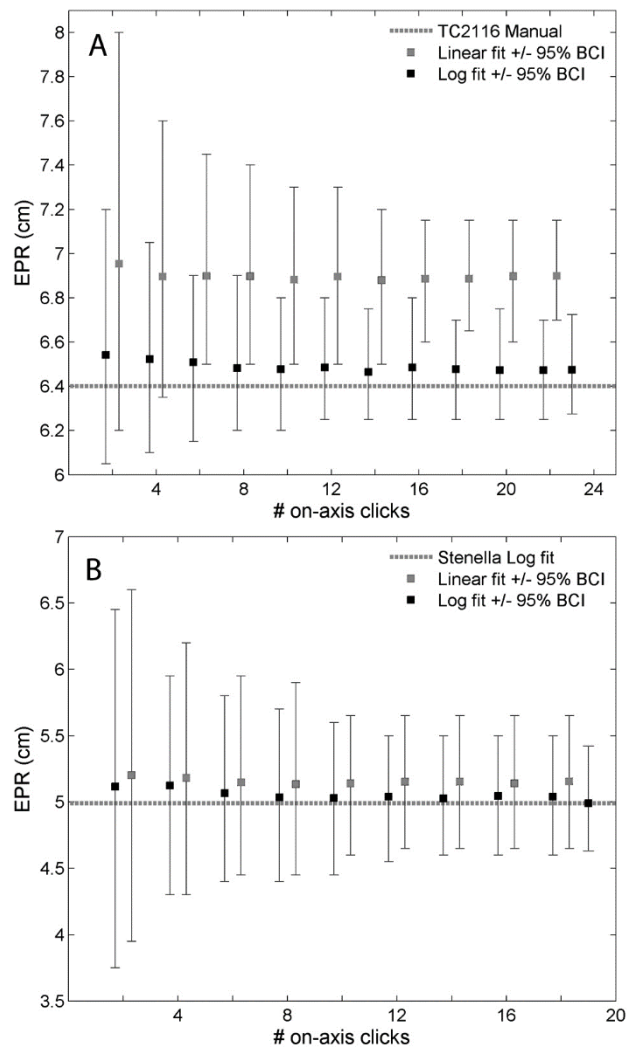 A
TC2116 Manual
Linear fit +/- 95% BCI
Log fit +/- 95% BCI
8
7.8
7.6
7.4
7.2
7
6.8
6.6
6.4
6.2
6
EPR (cm)
4 8 12 16 20 24
# on-axis clicks
B
Stenella Log fit
Linear fit +/- 95% BCI
Log fit +/- 95% BCI
7
6.5
6
5.5
5
4.5
4
3.5
EPR (cm)
4 8 12 16 20
# on-axis clicks